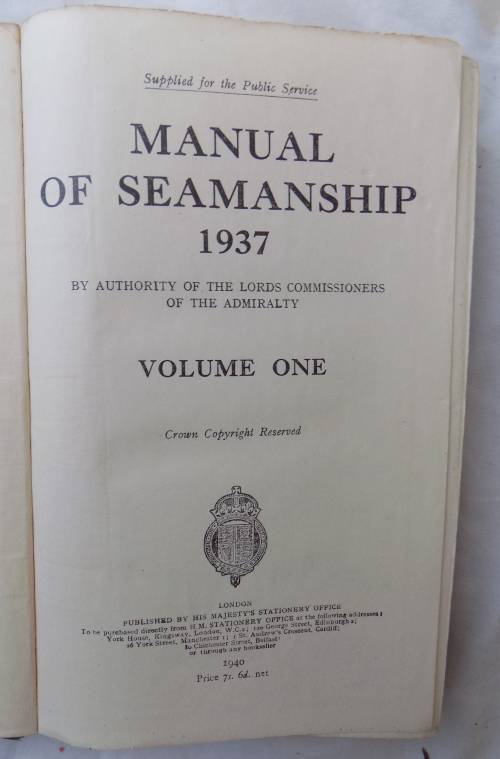 Supplied for the Public Service
MANUAL
OF SEAMANSHIP
1937
BY AUTHORITY OF THE LORDS COMMISSIONERS
OF THE ADMIRALTY
VOLUME ONE
Crown Copyright Reserved
LONDON
PUBLISHED BY HIS MAJESTY'S STATIONERY OFFICE
To be purchased directly from H.M. STATIONERY OFFICE at the following addresses:
York House, Kingsway, London, W.C.2; 120 George Street, Edinburgh 2;
26 York Street, Manchester 1; 1 St. Andrew's Crescent, Cardiff;
80 Chichester Street, Belfast;
or through any bookseller
1940
Price 7s. 6d. net